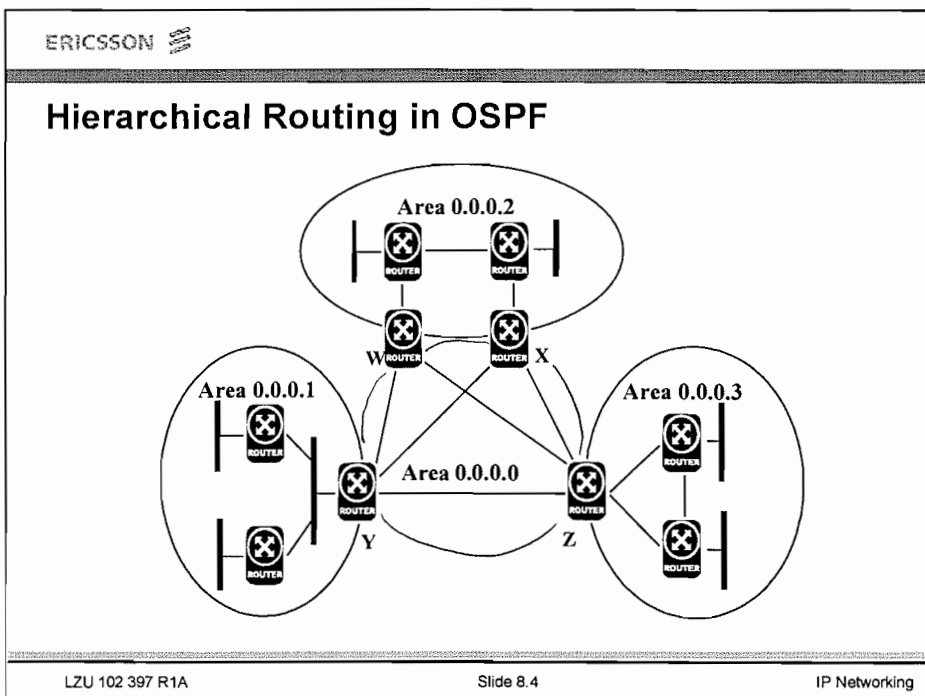 ERICSSON
Hierarchical Routing in OSPF
Area 0.0.0.2
ROUTER
ROUTER
ROUTER
ROUTER
W
X
Area 0.0.0.1
Area 0.0.0.3
ROUTER
ROUTER
Area 0.0.0.0
ROUTER
ROUTER
Y
Z
ROUTER
ROUTER
LZU 102 397 R1A
Slide 8.4
IP Networking